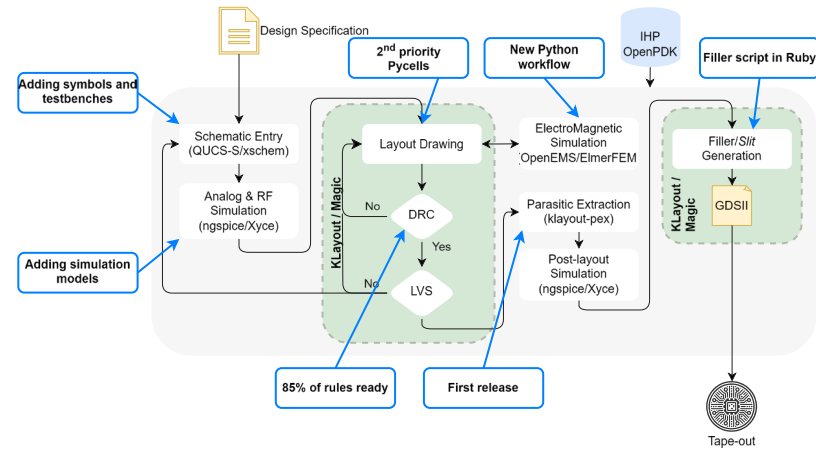 Design Specification
2nd priority
Pycells
New Python
workflow
IHP
OpenPDK
Filler script in Ruby
Adding symbols and
testbenches
Schematic Entry
(QUCS-S/xschem)
Layout Drawing
ElectroMagnetic
Simulation
(OpenEMS/ElmerFEM
Filler/Slit
Generation
Analog & RF
Simulation
(ngspice/Xyce)
No
DRC
Yes
Parasitic Extraction
(klayout-pex)
GDSII
KLayout / Magic
KLayout /
Magic
Adding simulation
models
No
LVS
Post-layout
Simulation
(ngspice/Xyce)
85% of rules ready
First release
Tape-out